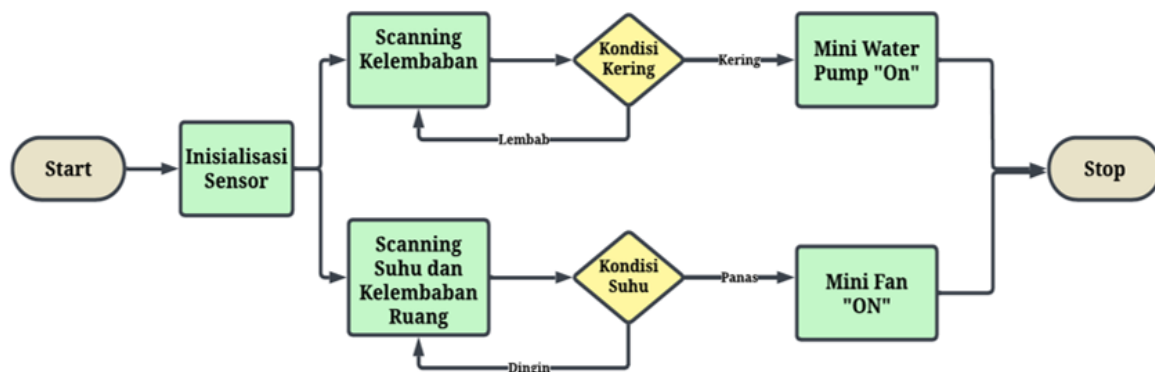 Start
Inisialisasi
Sensor
Scanning
Kelembaban
Kondisi
Kering
Kering
Lembab
Mini Water
Pump "On"
Scanning
Suhu dan
Kelembaban
Ruang
Kondisi
Suhu
Panas
Dingin
Mini Fan
"ON"
Stop